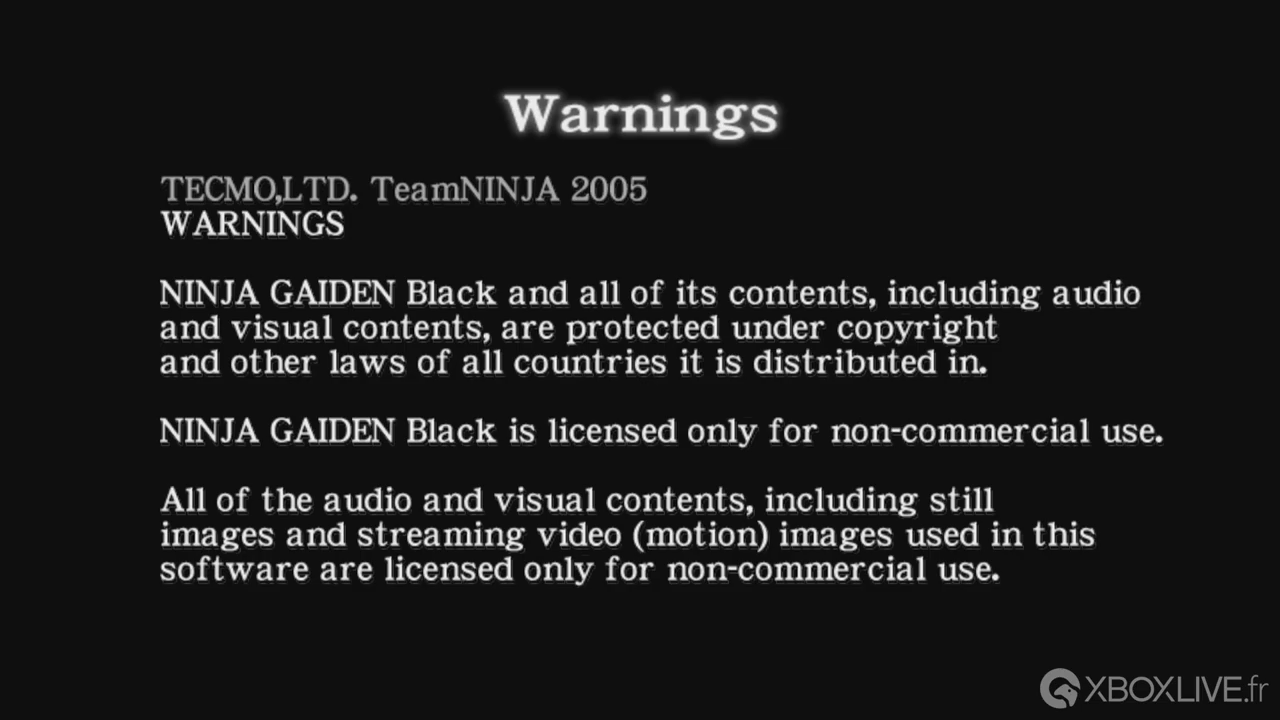 Warnings
TECMO,LTD. TeamNINJA 2005
WARNINGS
NINJA GAIDEN Black and all of its contents, including audio
and visual contents, are protected under copyright
and other laws of all countries it is distributed in.
NINJA GAIDEN Black is licensed only for non-commercial use.
All of the audio and visual contents, including still
images and streaming video (motion) images used in this
software are licensed only for non-commercial use.
XBOXLIVE.fr